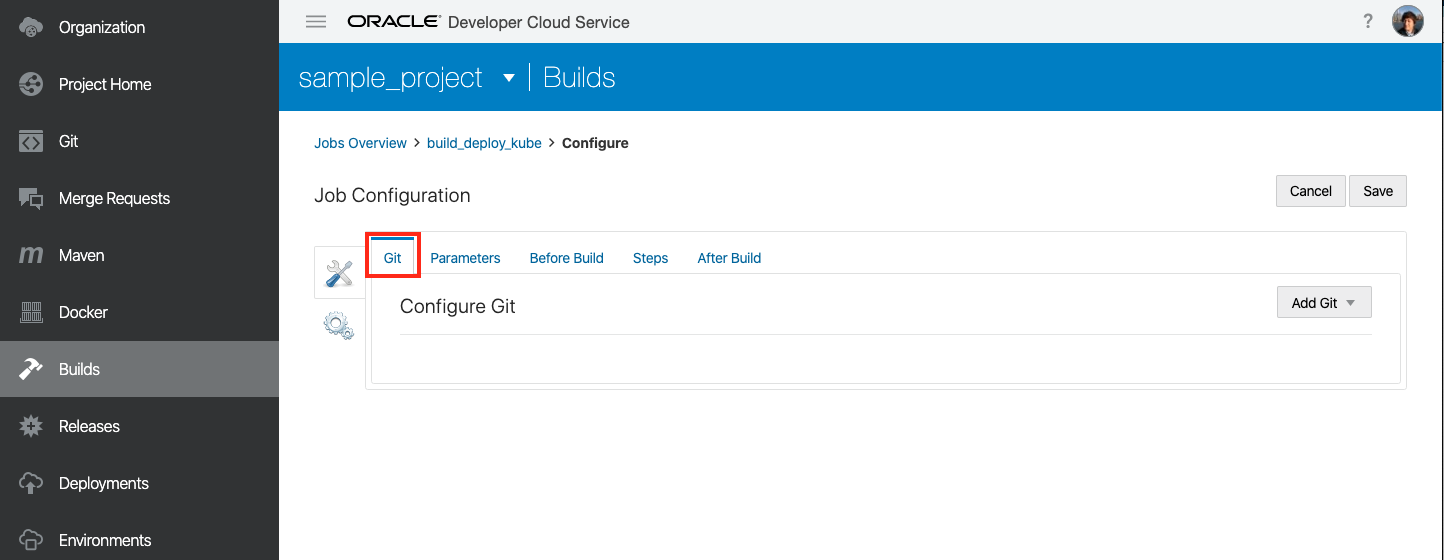 Organization
Project Home
Git
Merge Requests
Maven
Docker
Builds
Releases
Deployments
Environments
ORACLE® Developer Cloud Service
?
sample_project | Builds
Jobs Overview > build_deploy_kube > Configure
Job Configuration
Cancel Save
Git Parameters Before Build Steps After Build
Configure Git
Add Git